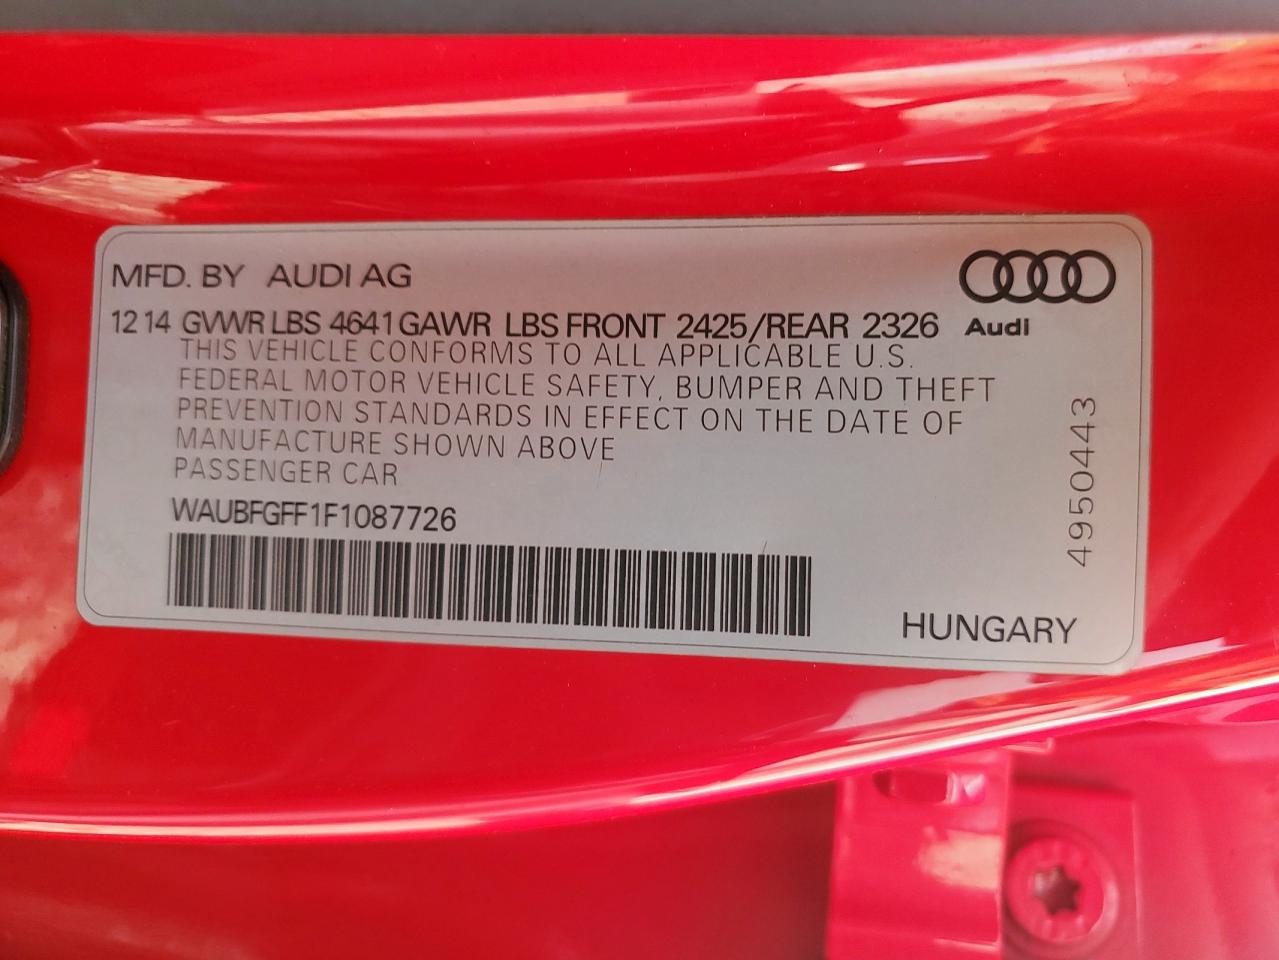 MFD. BY AUDI AG
12 14 GVWR LBS 4641 GAWR LBS FRONT 2425/REAR 2326
Audi
THIS VEHICLE CONFORMS TO ALL APPLICABLE U.S.
FEDERAL MOTOR VEHICLE SAFETY, BUMPER AND THEFT
PREVENTION STANDARDS IN EFFECT ON THE DATE OF
MANUFACTURE SHOWN ABOVE
PASSENGER CAR
WAUBFGFF1F1087726
4950443
HUNGARY